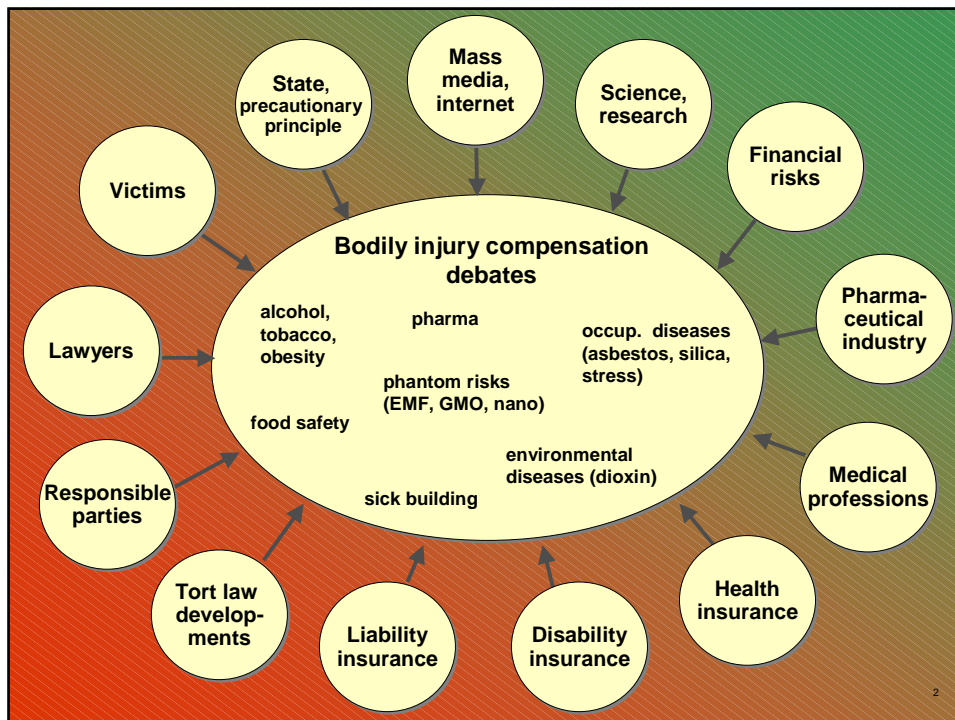 Mass
media,
internet
State,
precautionary
principle
Science,
research
Financial
risks
Victims
Bodily injury compensation
debates
Pharma-
ceutical
industry
Lawyers
alcohol,
tobacco,
obesity
pharma
occup. diseases
(asbestos, silica,
stress)
phantom risks
(EMF, GMO, nano)
food safety
environmental
diseases (dioxin)
sick building
Responsible
parties
Medical
professions
Tort law
develop-
ments
Liability
insurance
Disability
insurance
Health
insurance
2